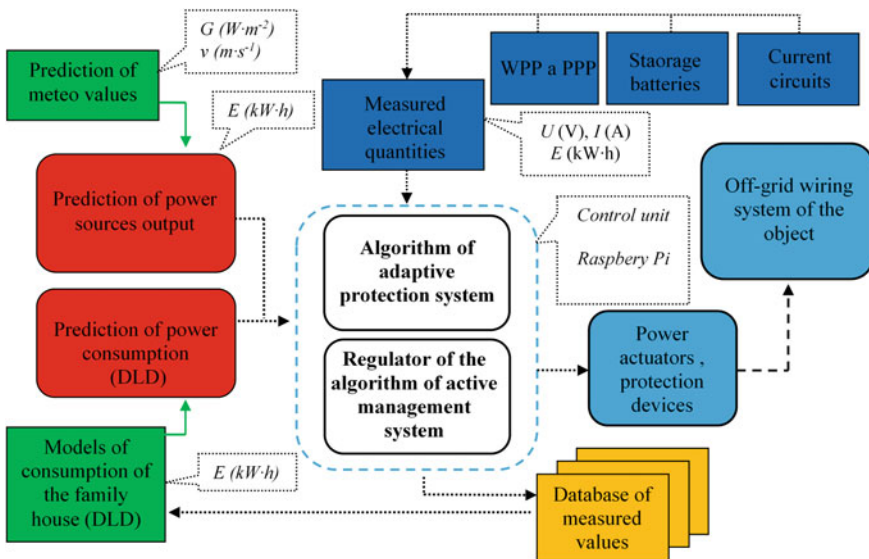 G (W·m-2)
v (m·s-1)
Prediction of
meteo values
E (kW·h)
WPP a PPP
Staorage
batteries
Current
circuits
Measured
electrical
quantities
U (V), I (A)
E (kW·h)
Prediction of power
sources output
Off-grid wiring
system of the
object
Control unit
Raspbery Pi
Algorithm of
adaptive
protection system
Prediction of power
consumption
(DLD)
Regulator of the
algorithm of active
management
system
Power
actuators ,
protection
devices
Models of
consumption of
the family
house (DLD)
E (kW·h)
Database of
measured
values